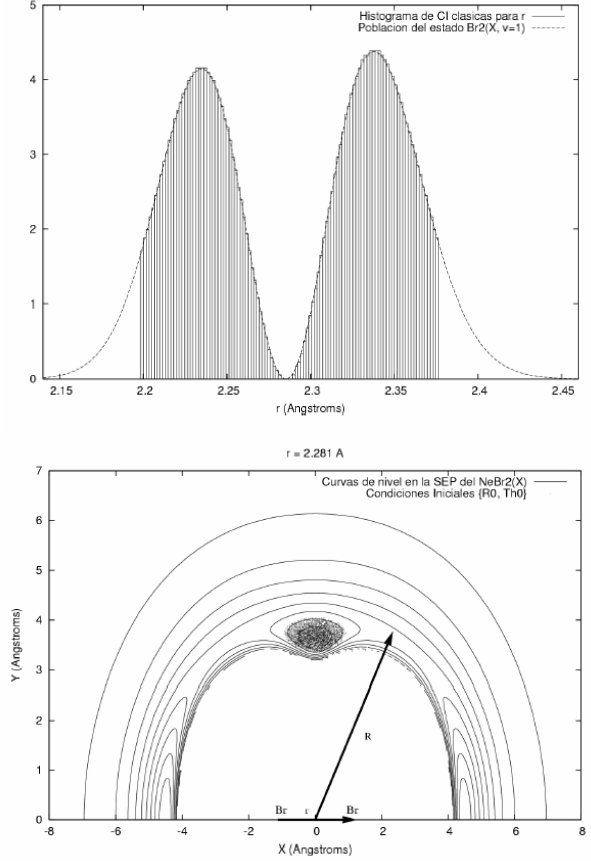 Histograma de CI clasicas para r
Poblacion del estado Br2(X, v=1)
5
4
3
2
1
0
2.15 2.2 2.25 2.3 2.35 2.4 2.45
r (Angstroms)
r = 2.281 A
Curvas de nivel en la SEP del NeBr2(X)
Condiciones Iniciales {R0, Th0}
7
6
5
4
3
2
1
0
Y (Angstroms)
R
Br r Br
-8 -6 -4 -2 0 2 4 6 8
X (Angstroms)